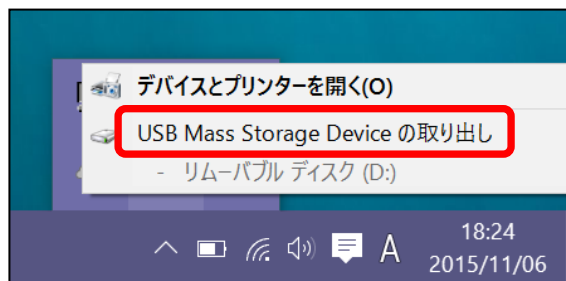 デバイスとプリンターを開く(O)
USB Mass Storage Device の取り出し
- リムーバブル ディスク (D:)
A
18:24
2015/11/06